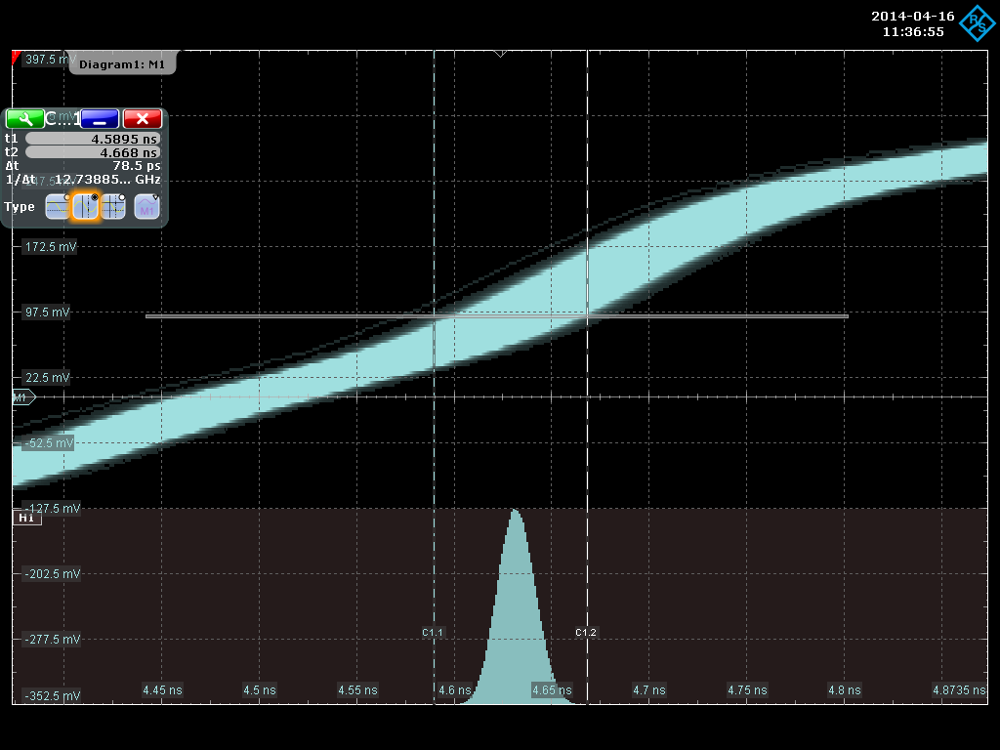 2014-04-16
11:36:55
R&S
397.5 mV
Diagram1: M1
C...1
t1 4.5895 ns
t2 4.668 ns
Δt 78.5 ps
1/Δt 12.73885... GHz
Type
M1
172.5 mV
97.5 mV
22.5 mV
M1
-52.5 mV
-127.5 mV
H1
-202.5 mV
C1.1 C1.2
-277.5 mV
4.45 ns 4.5 ns 4.55 ns 4.6 ns 4.65 ns 4.7 ns 4.75 ns 4.8 ns 4.8735 ns
-352.5 mV